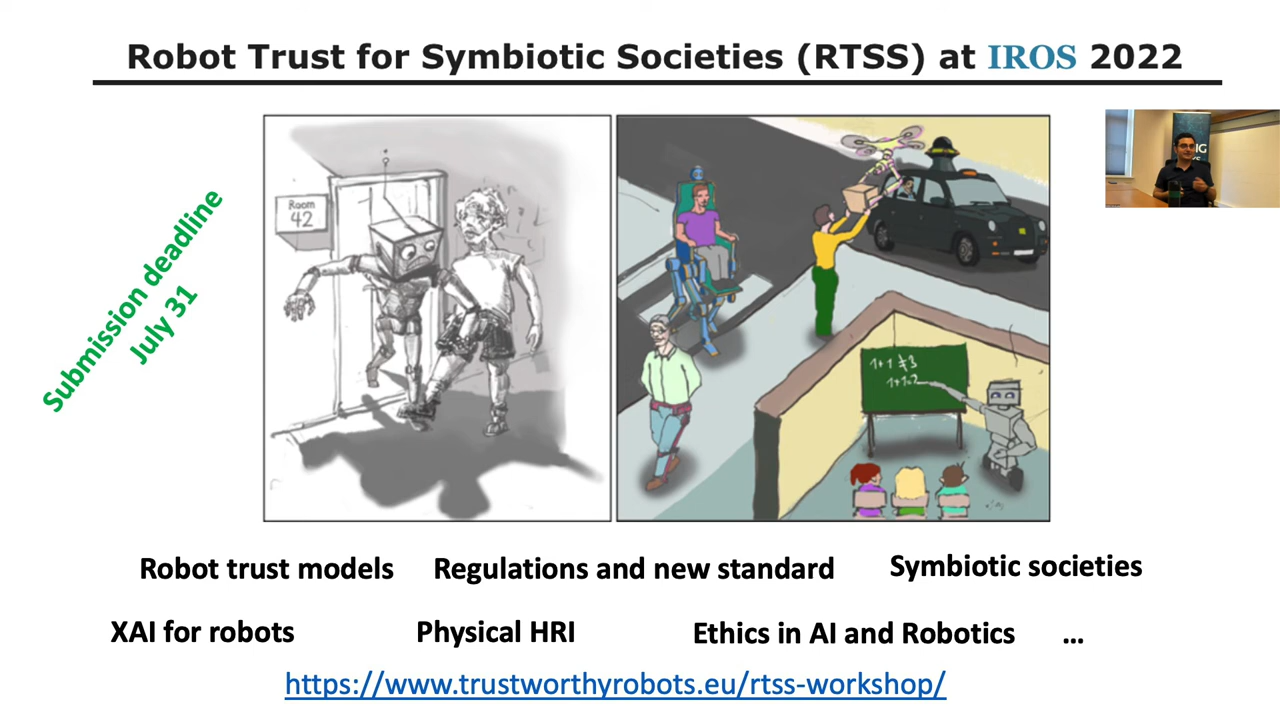 Robot Trust for Symbiotic Societies (RTSS) at IROS 2022
Submission deadline
July 31
Room
42
1+1≠3
1+1=2
Robot trust models
Regulations and new standard
Symbiotic societies
XAI for robots
Physical HRI
Ethics in AI and Robotics
...
https://www.trustworthyrobots.eu/rtss-workshop/